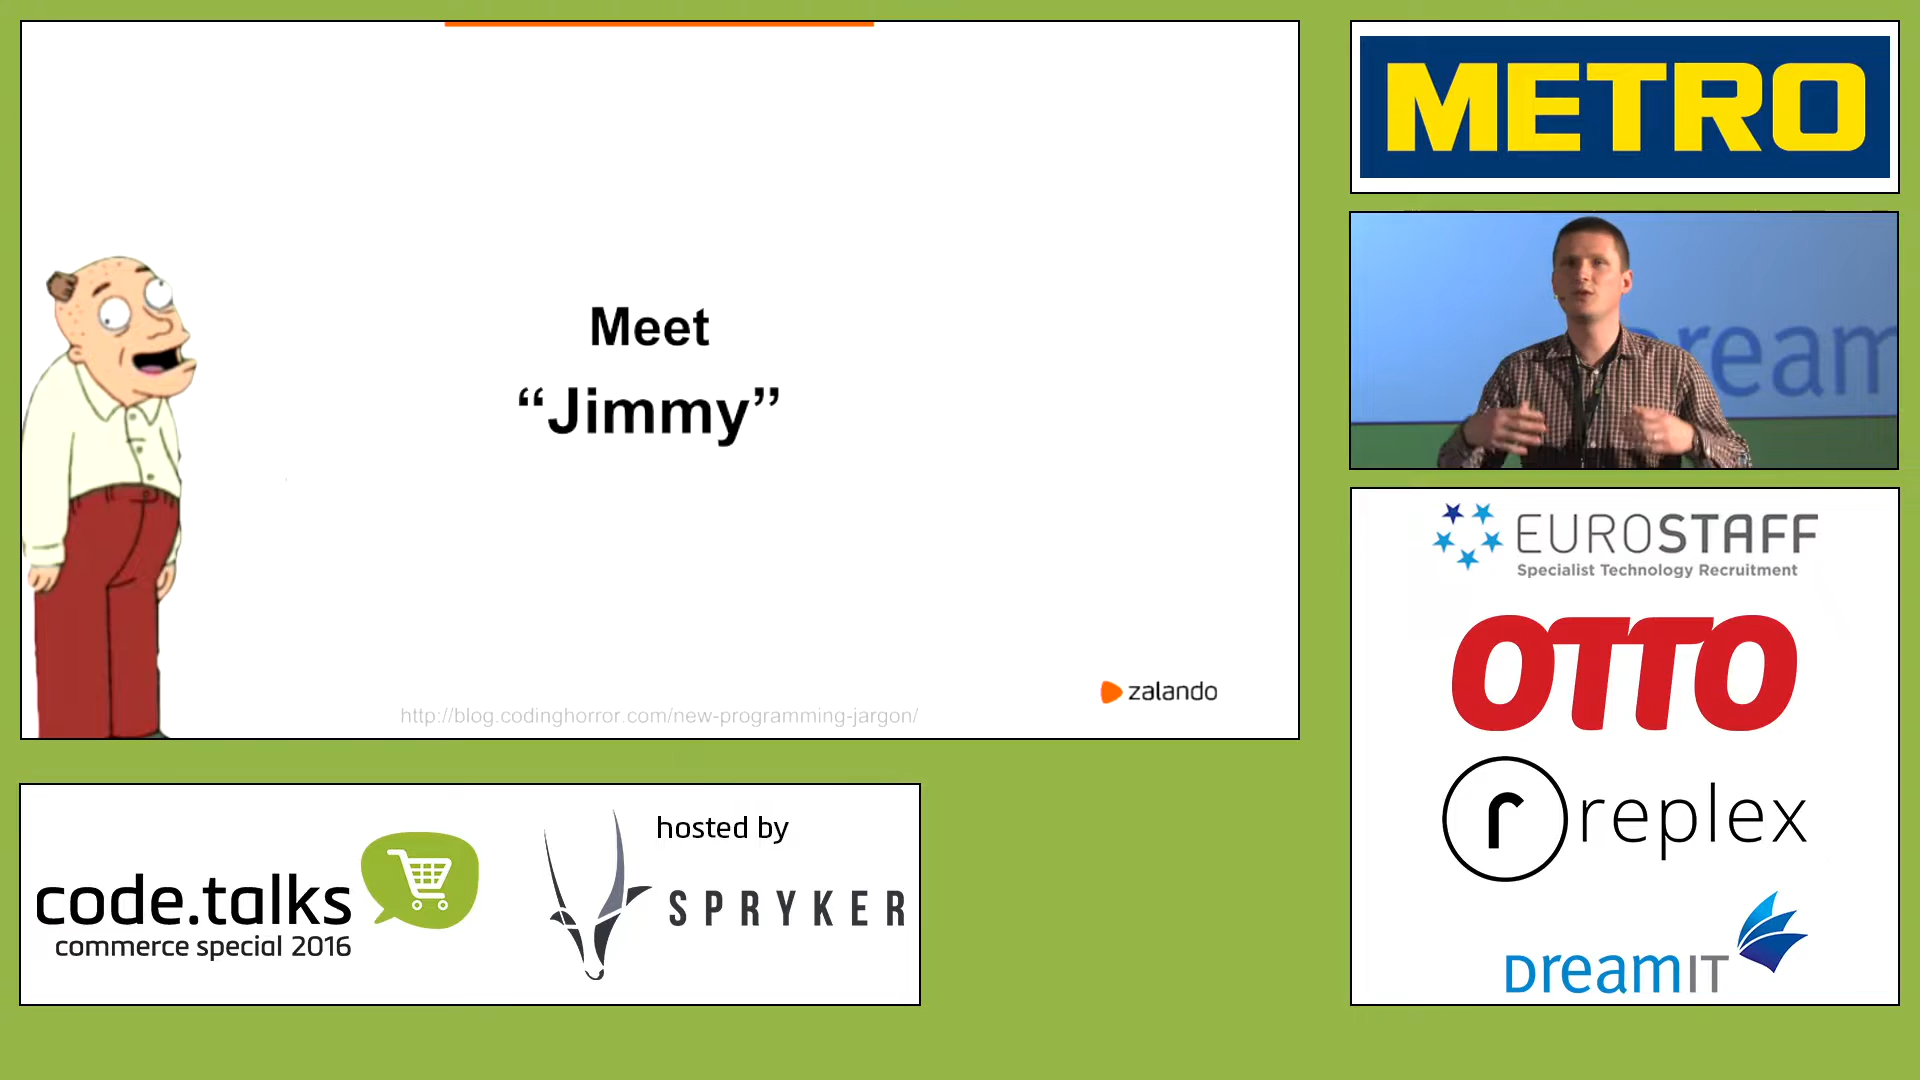 Meet
“Jimmy”
zalando
http://blog.codinghorror.com/new-programming-jargon/
METRO
Dream
EUROSTAFF
Specialist Technology Recruitment
OTTO
r replex
DreamIT
code.talks
commerce special 2016
hosted by
SPRYKER